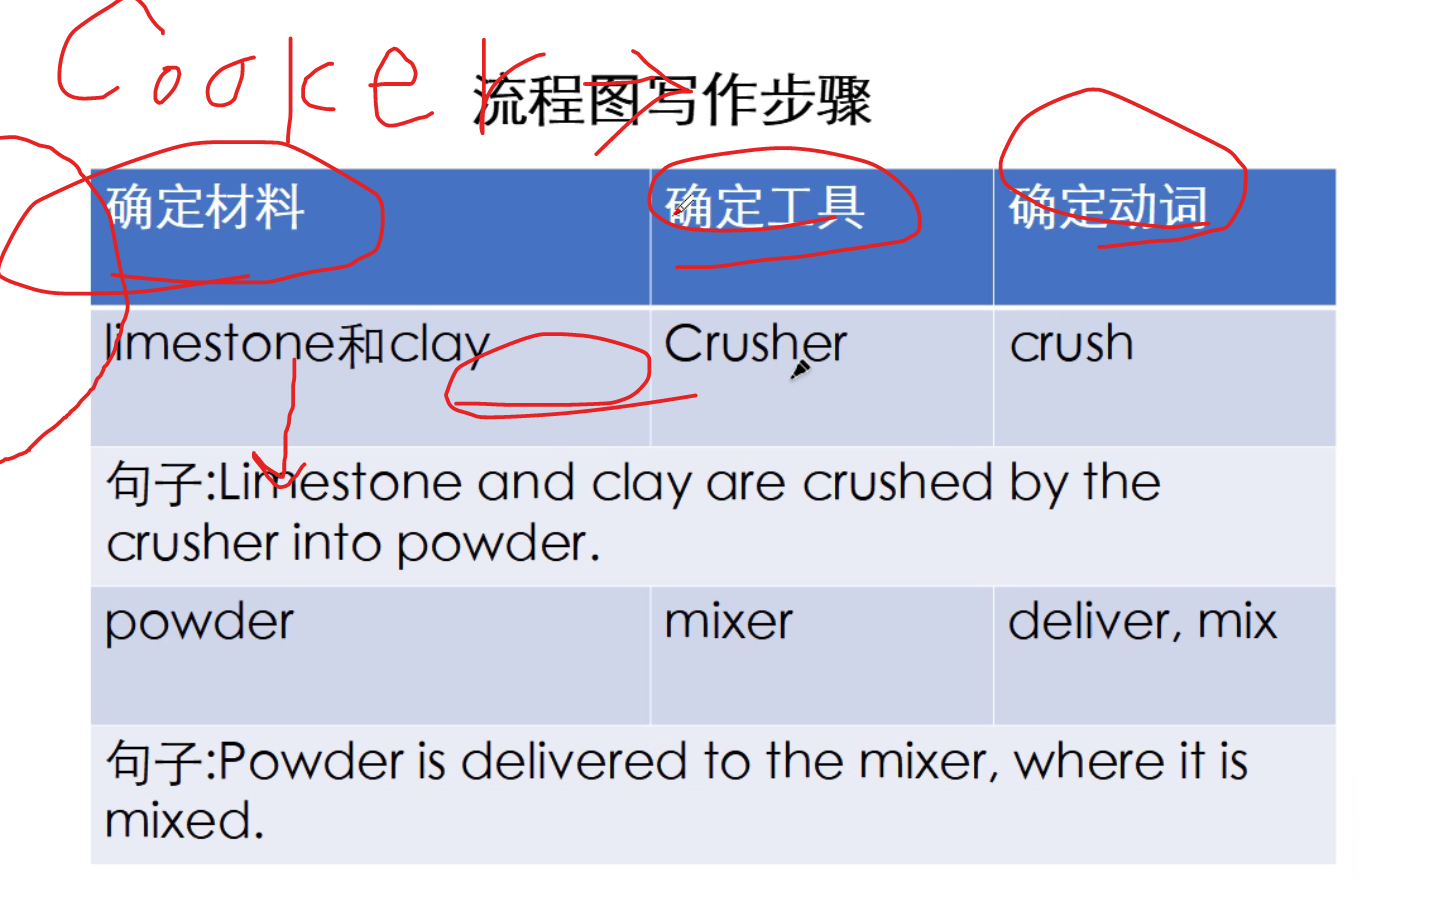 Cooker
流程图写作步骤
确定材料 确定工具 确定动词
limestone和clay Crusher crush
句子:Limestone and clay are crushed by the
crusher into powder.
powder mixer deliver, mix
句子:Powder is delivered to the mixer, where it is
mixed.